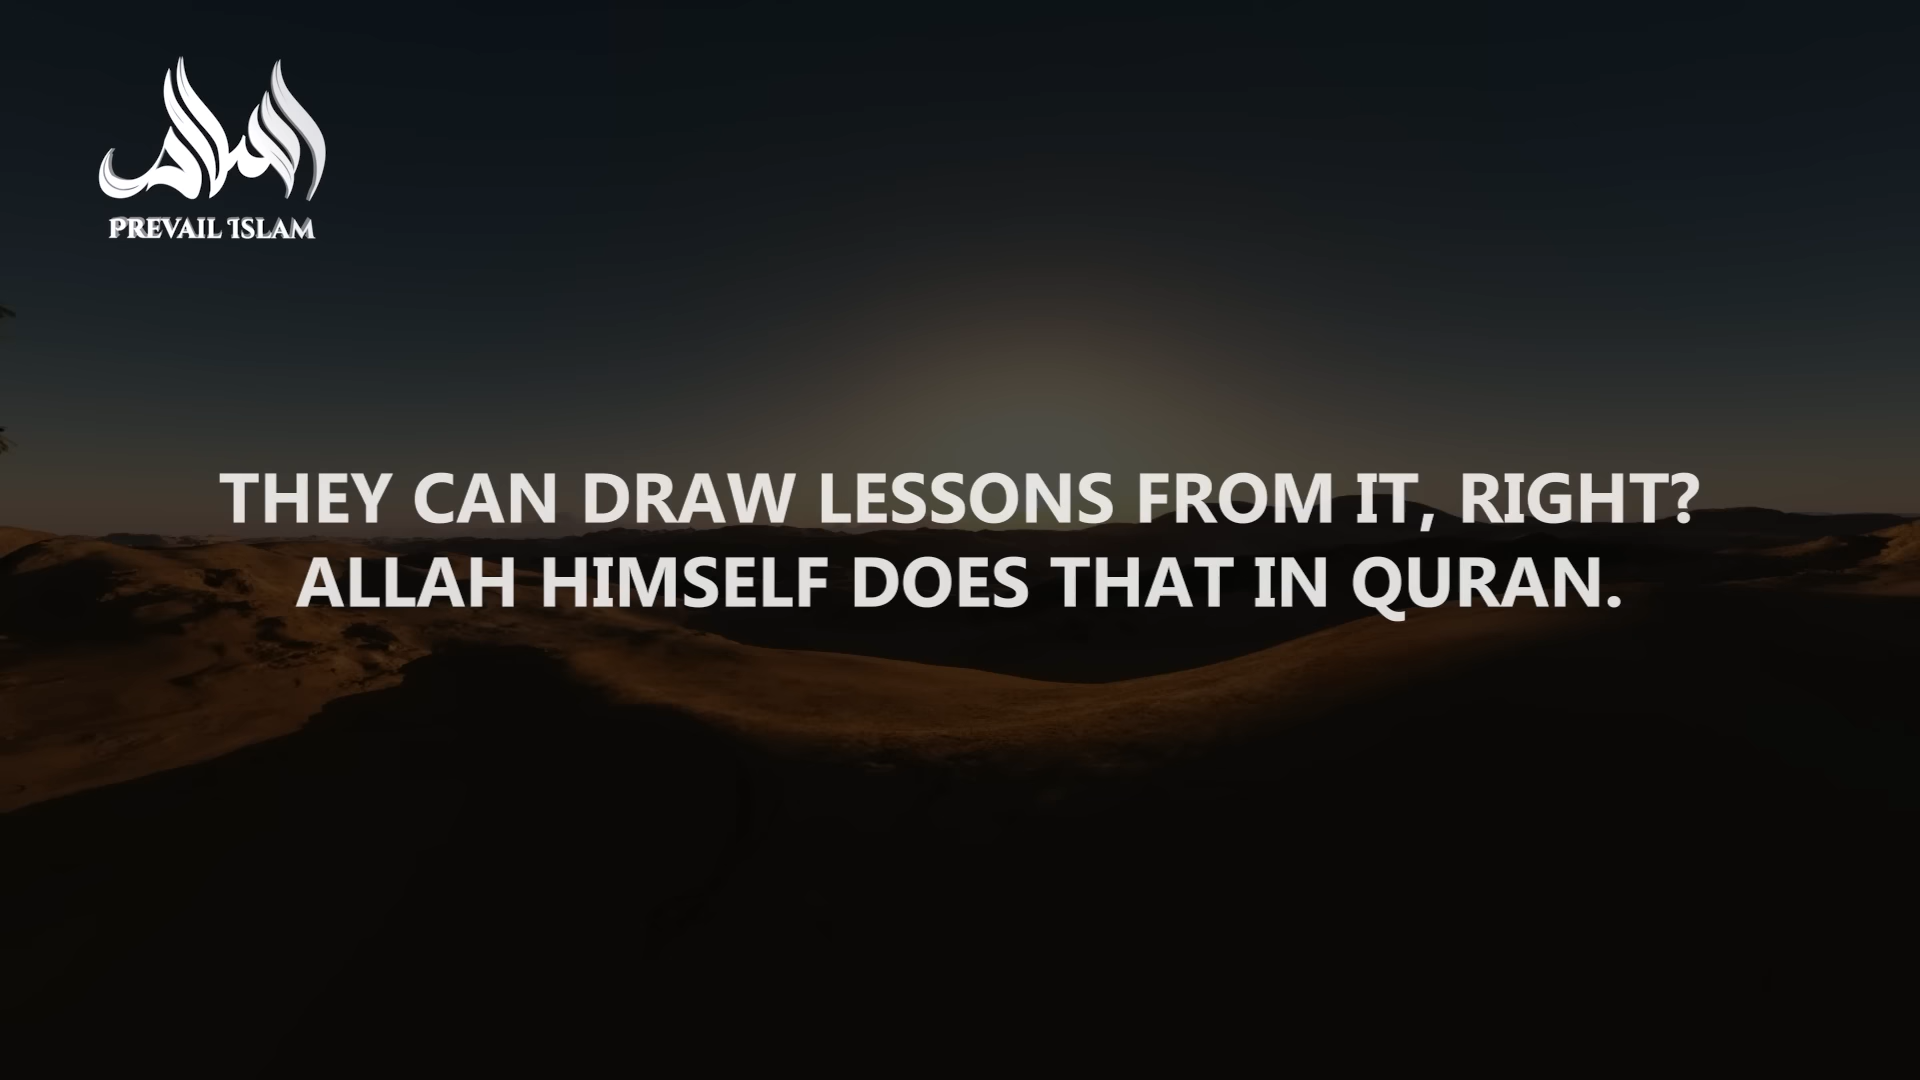 PREVAIL ISLAM
THEY CAN DRAW LESSONS FROM IT, RIGHT?
ALLAH HIMSELF DOES THAT IN QURAN.